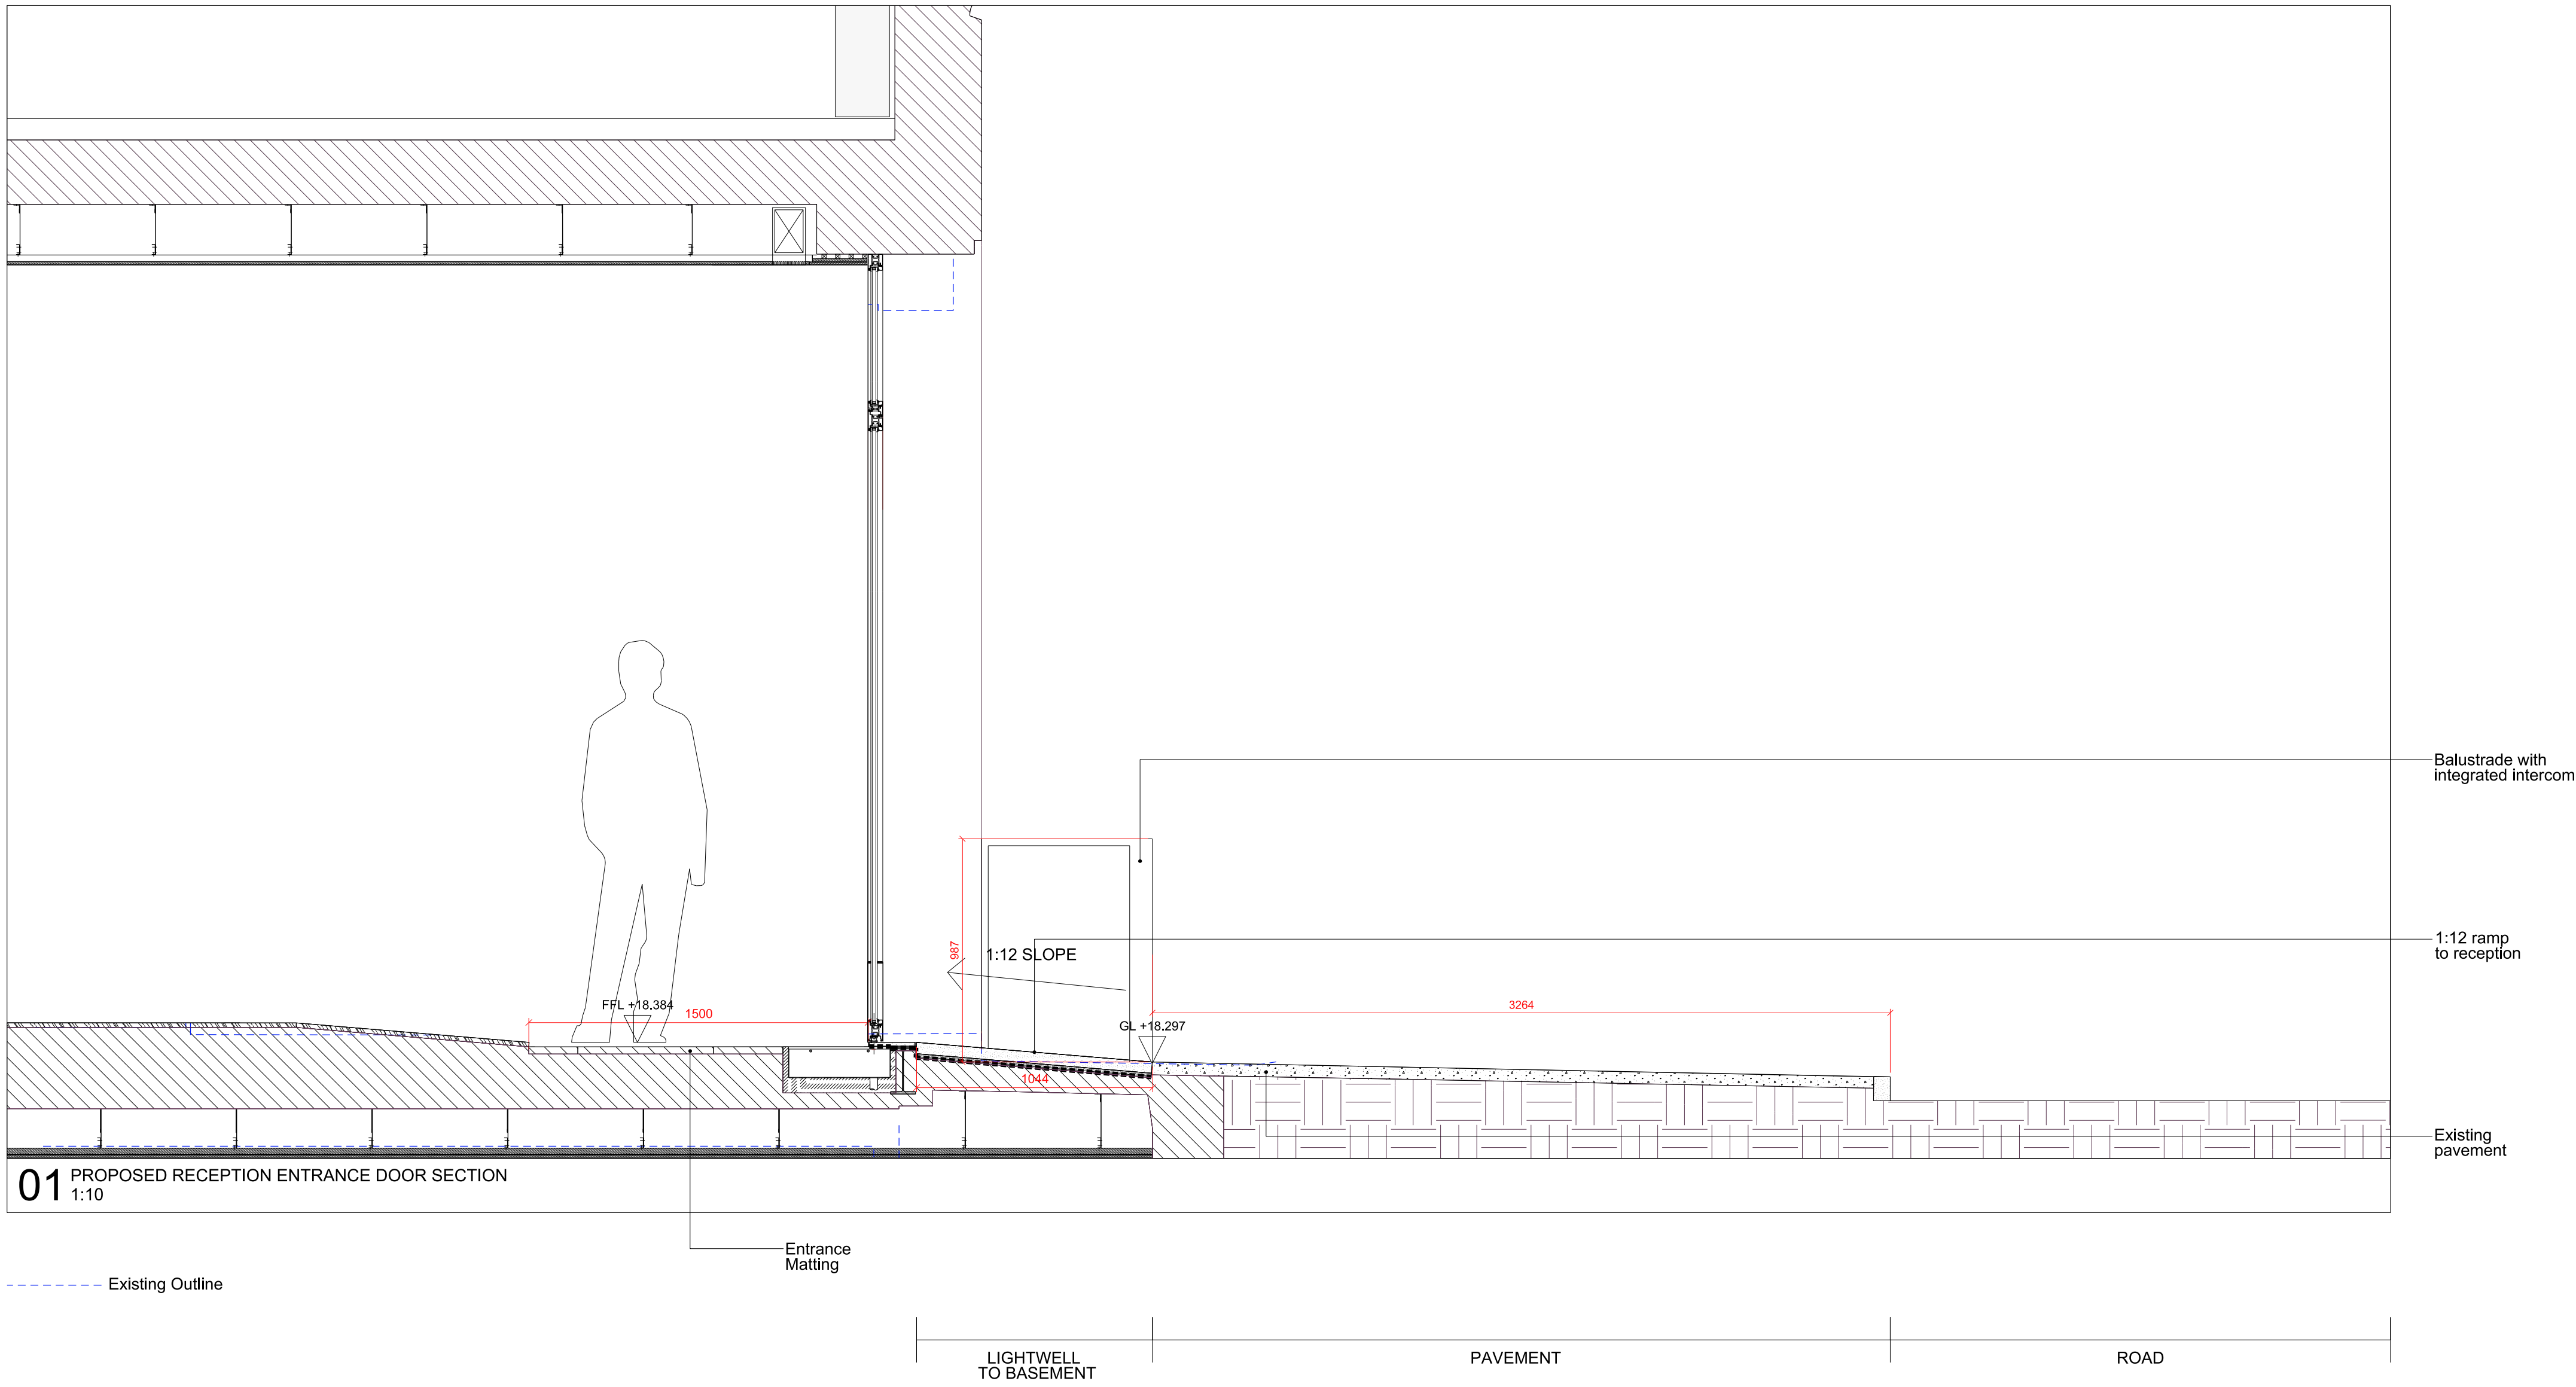 Balustrade with
integrated intercom
987
1:12 SLOPE
1:12 ramp
to reception
FFL +18.384
1500
3264
GL +18.297
1044
Existing
pavement
01 PROPOSED RECEPTION ENTRANCE DOOR SECTION
1:10
Entrance
Matting
Existing Outline
LIGHTWELL
TO BASEMENT
PAVEMENT
ROAD